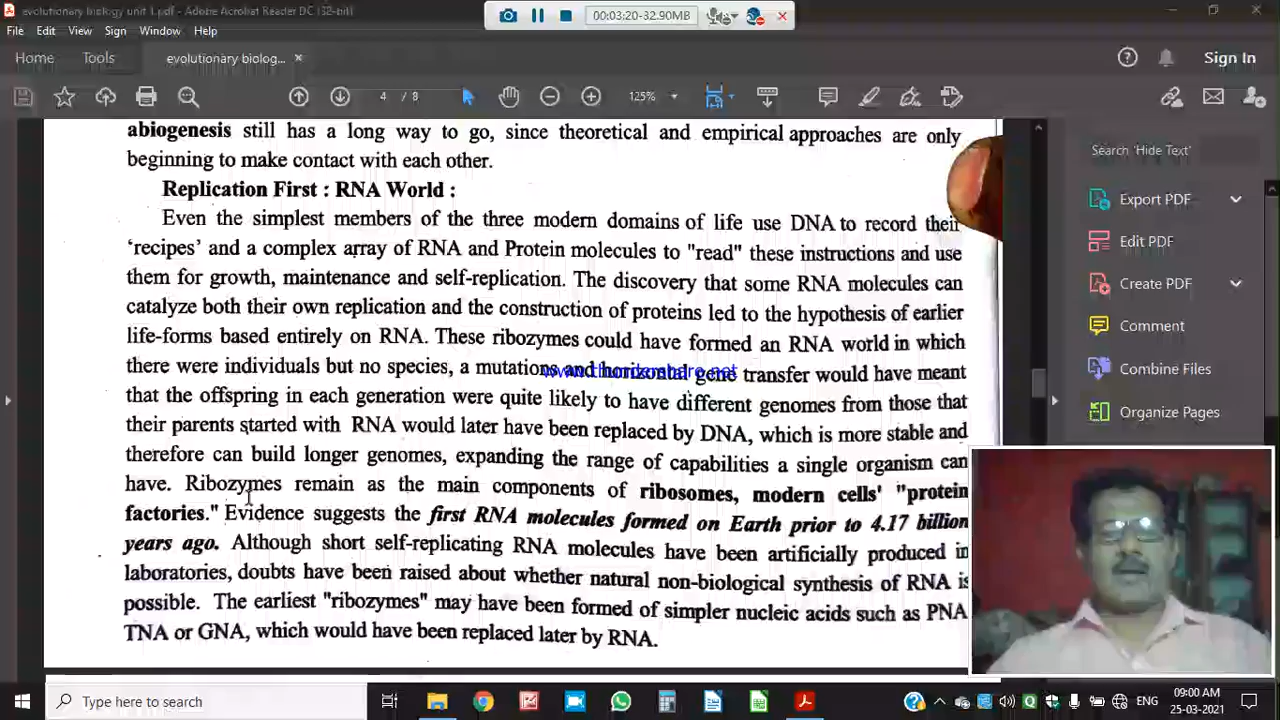 evolutionary biology unit 1.pdf - Adobe Acrobat Reader DC (32-bit)
00:03:20-32.90MB
File Edit View Sign Window Help
Home Tools evolutionary biolog... Sign In
4 / 8 125%
abiogenesis still has a long way to go, since theoretical and empirical approaches are only
beginning to make contact with each other.
Replication First : RNA World :
Even the simplest members of the three modern domains of life use DNA to record their
‘recipes’ and a complex array of RNA and Protein molecules to "read" these instructions and use
them for growth, maintenance and self-replication. The discovery that some RNA molecules can
catalyze both their own replication and the construction of proteins led to the hypothesis of earlier
life-forms based entirely on RNA. These ribozymes could have formed an RNA world in which
there were individuals but no species, a mutations and horizontal gene transfer would have meant
that the offspring in each generation were quite likely to have different genomes from those that
their parents started with RNA would later have been replaced by DNA, which is more stable and
therefore can build longer genomes, expanding the range of capabilities a single organism can
have. Ribozymes remain as the main components of ribosomes, modern cells' "protein
factories." Evidence suggests the first RNA molecules formed on Earth prior to 4.17 billion
years ago. Although short self-replicating RNA molecules have been artificially produced in
laboratories, doubts have been raised about whether natural non-biological synthesis of RNA is
possible. The earliest "ribozymes" may have been formed of simpler nucleic acids such as PNA
TNA or GNA, which would have been replaced later by RNA.
Search 'Hide Text'
Export PDF
Edit PDF
Create PDF
Comment
Combine Files
Organize Pages
Type here to search
ENG
09:00 AM
25-03-2021